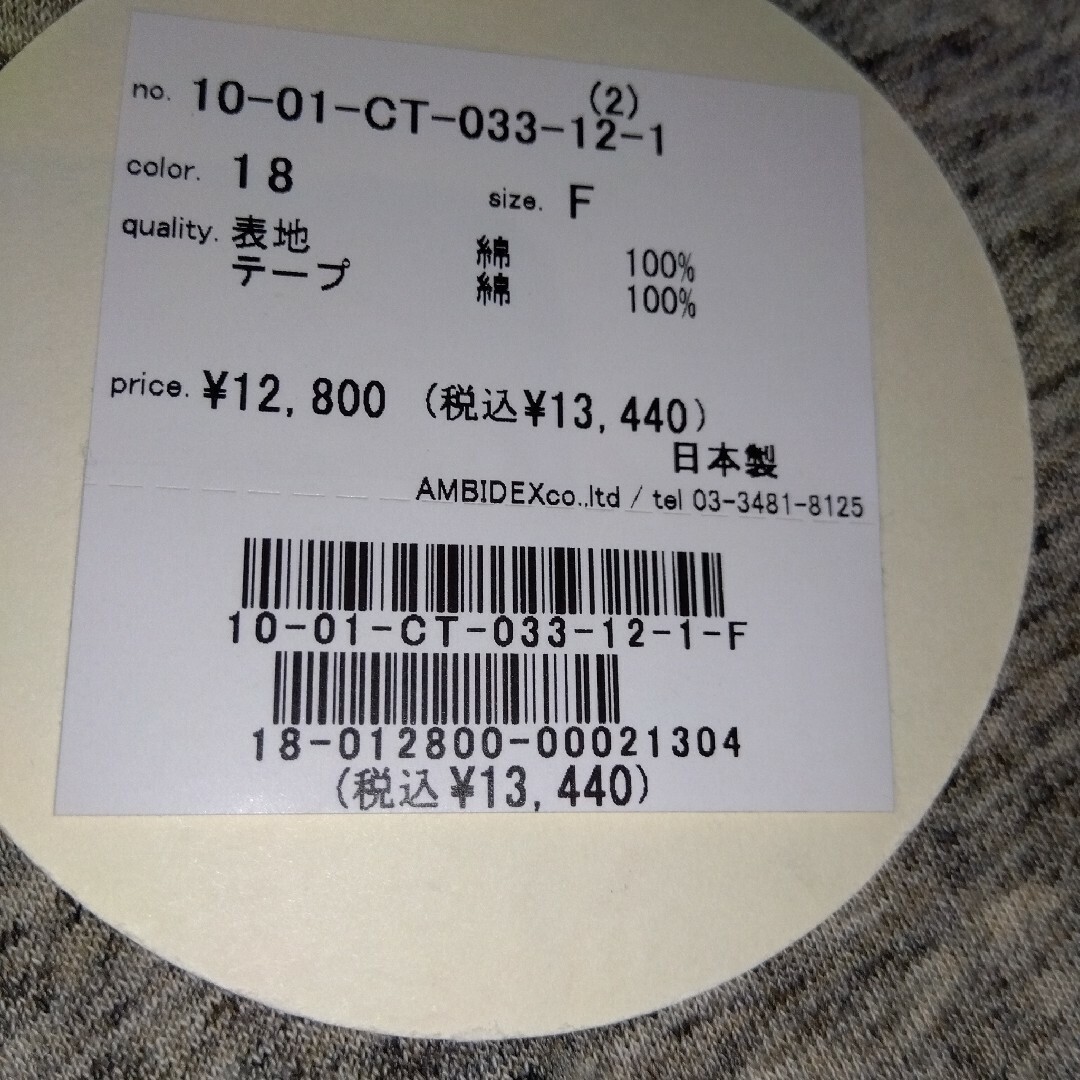 no. 10-01-CT-033-12-1
(2)
color. 18 size. F
quality. 表地 綿 100%
テープ 綿 100%
price. ¥12,800 (税込¥13,440)
日本製
AMBIDEXco.,ltd / tel 03-3481-8125
10-01-CT-033-12-1-F
18-012800-00021304
(税込¥13,440)